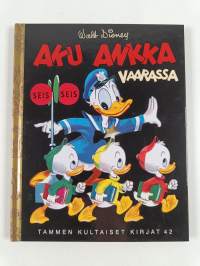 Walt Disney
AKU ANKKA
VAARASSA
SEIS SEIS
TAMMEN KULTAISET KIRJAT 42